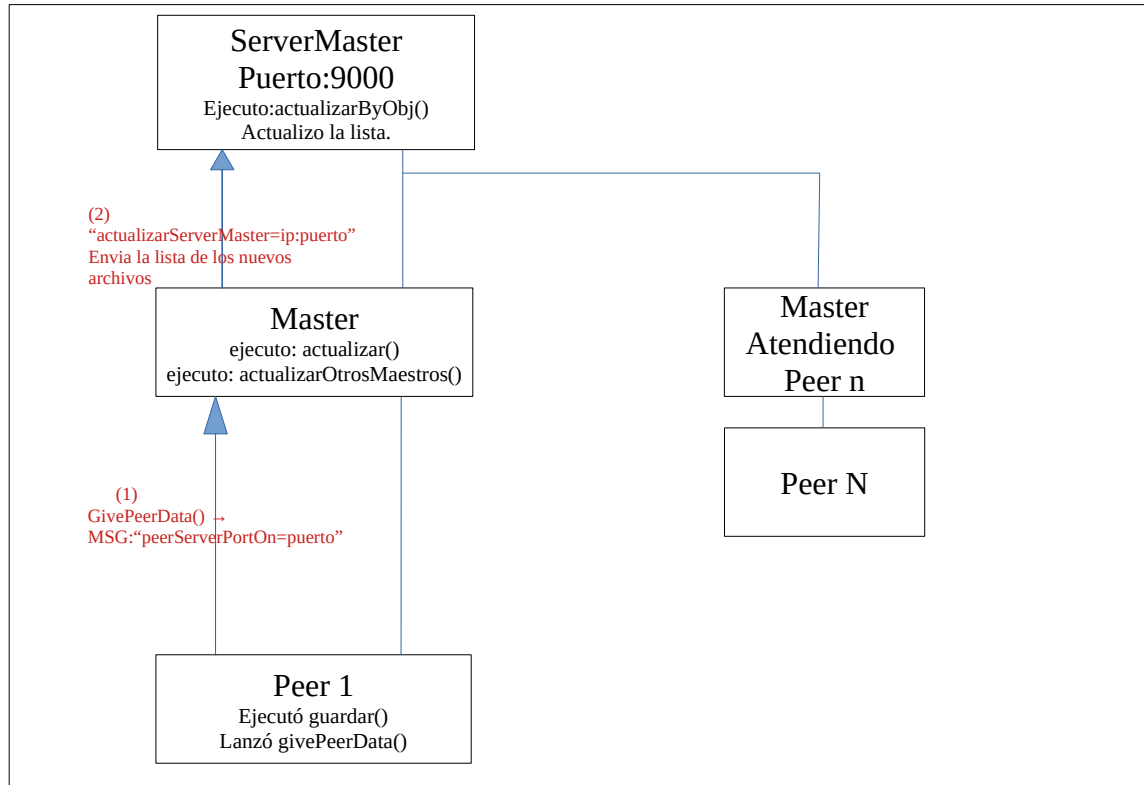 ServerMaster
Puerto:9000
Ejecuto:actualizarByObj()
Actualizo la lista.
(2)
“actualizarServerMaster=ip:puerto”
Envia la lista de los nuevos
archivos
Master
ejecuto: actualizar()
ejecuto: actualizarOtrosMaestros()
Master
Atendiendo
Peer n
Peer N
(1)
GivePeerData() →
MSG:“peerServerPortOn=puerto”
Peer 1
Ejecutó guardar()
Lanzó givePeerData()